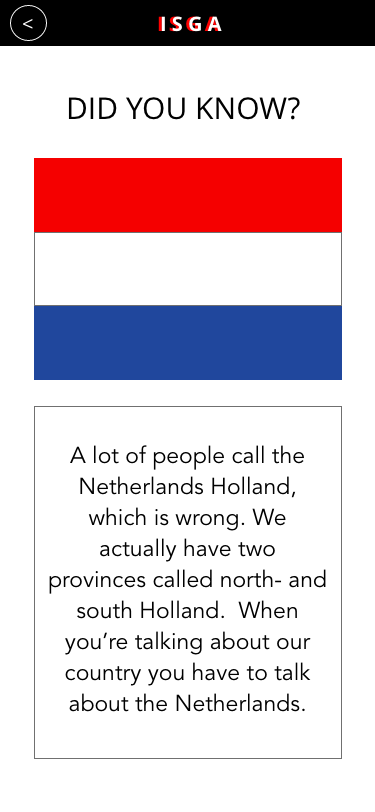 <
ISGA
DID YOU KNOW?
A lot of people call the
Netherlands Holland,
which is wrong. We
actually have two
provinces called north- and
south Holland.  When
you’re talking about our
country you have to talk
about the Netherlands.